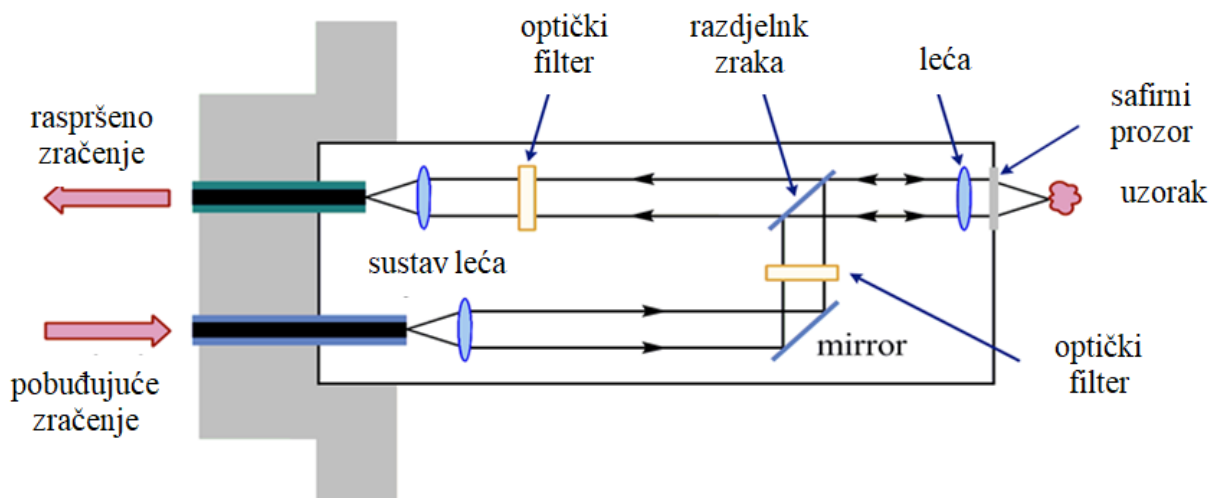 optički
filter
razdjelnk
zraka
leća
safirni
prozor
raspršeno
zračenje
uzorak
sustav leća
mirror
optički
filter
pobuđujuće
zračenje